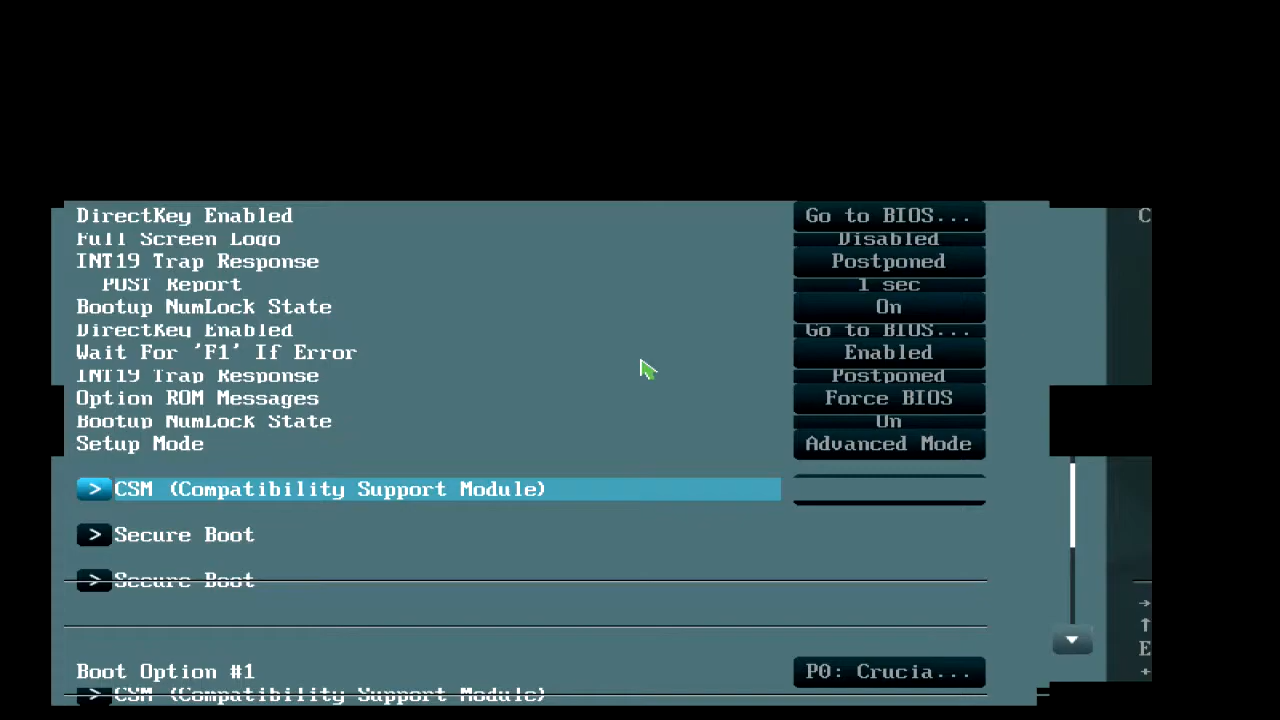 DirectKey Enabled Go to BIOS... C
Full Screen Logo Disabled
INT19 Trap Response Postponed
POST Report 1 sec
Bootup NumLock State On
DirectKey Enabled Go to BIOS...
Wait For 'F1' If Error Enabled
INT19 Trap Response Postponed
Option ROM Messages Force BIOS
Bootup NumLock State On
Setup Mode Advanced Mode
> CSM (Compatibility Support Module)
> Secure Boot
> Secure Boot
→
↑
E
+
Boot Option #1 P0: Crucia...
> CSM (Compatibility Support Module)